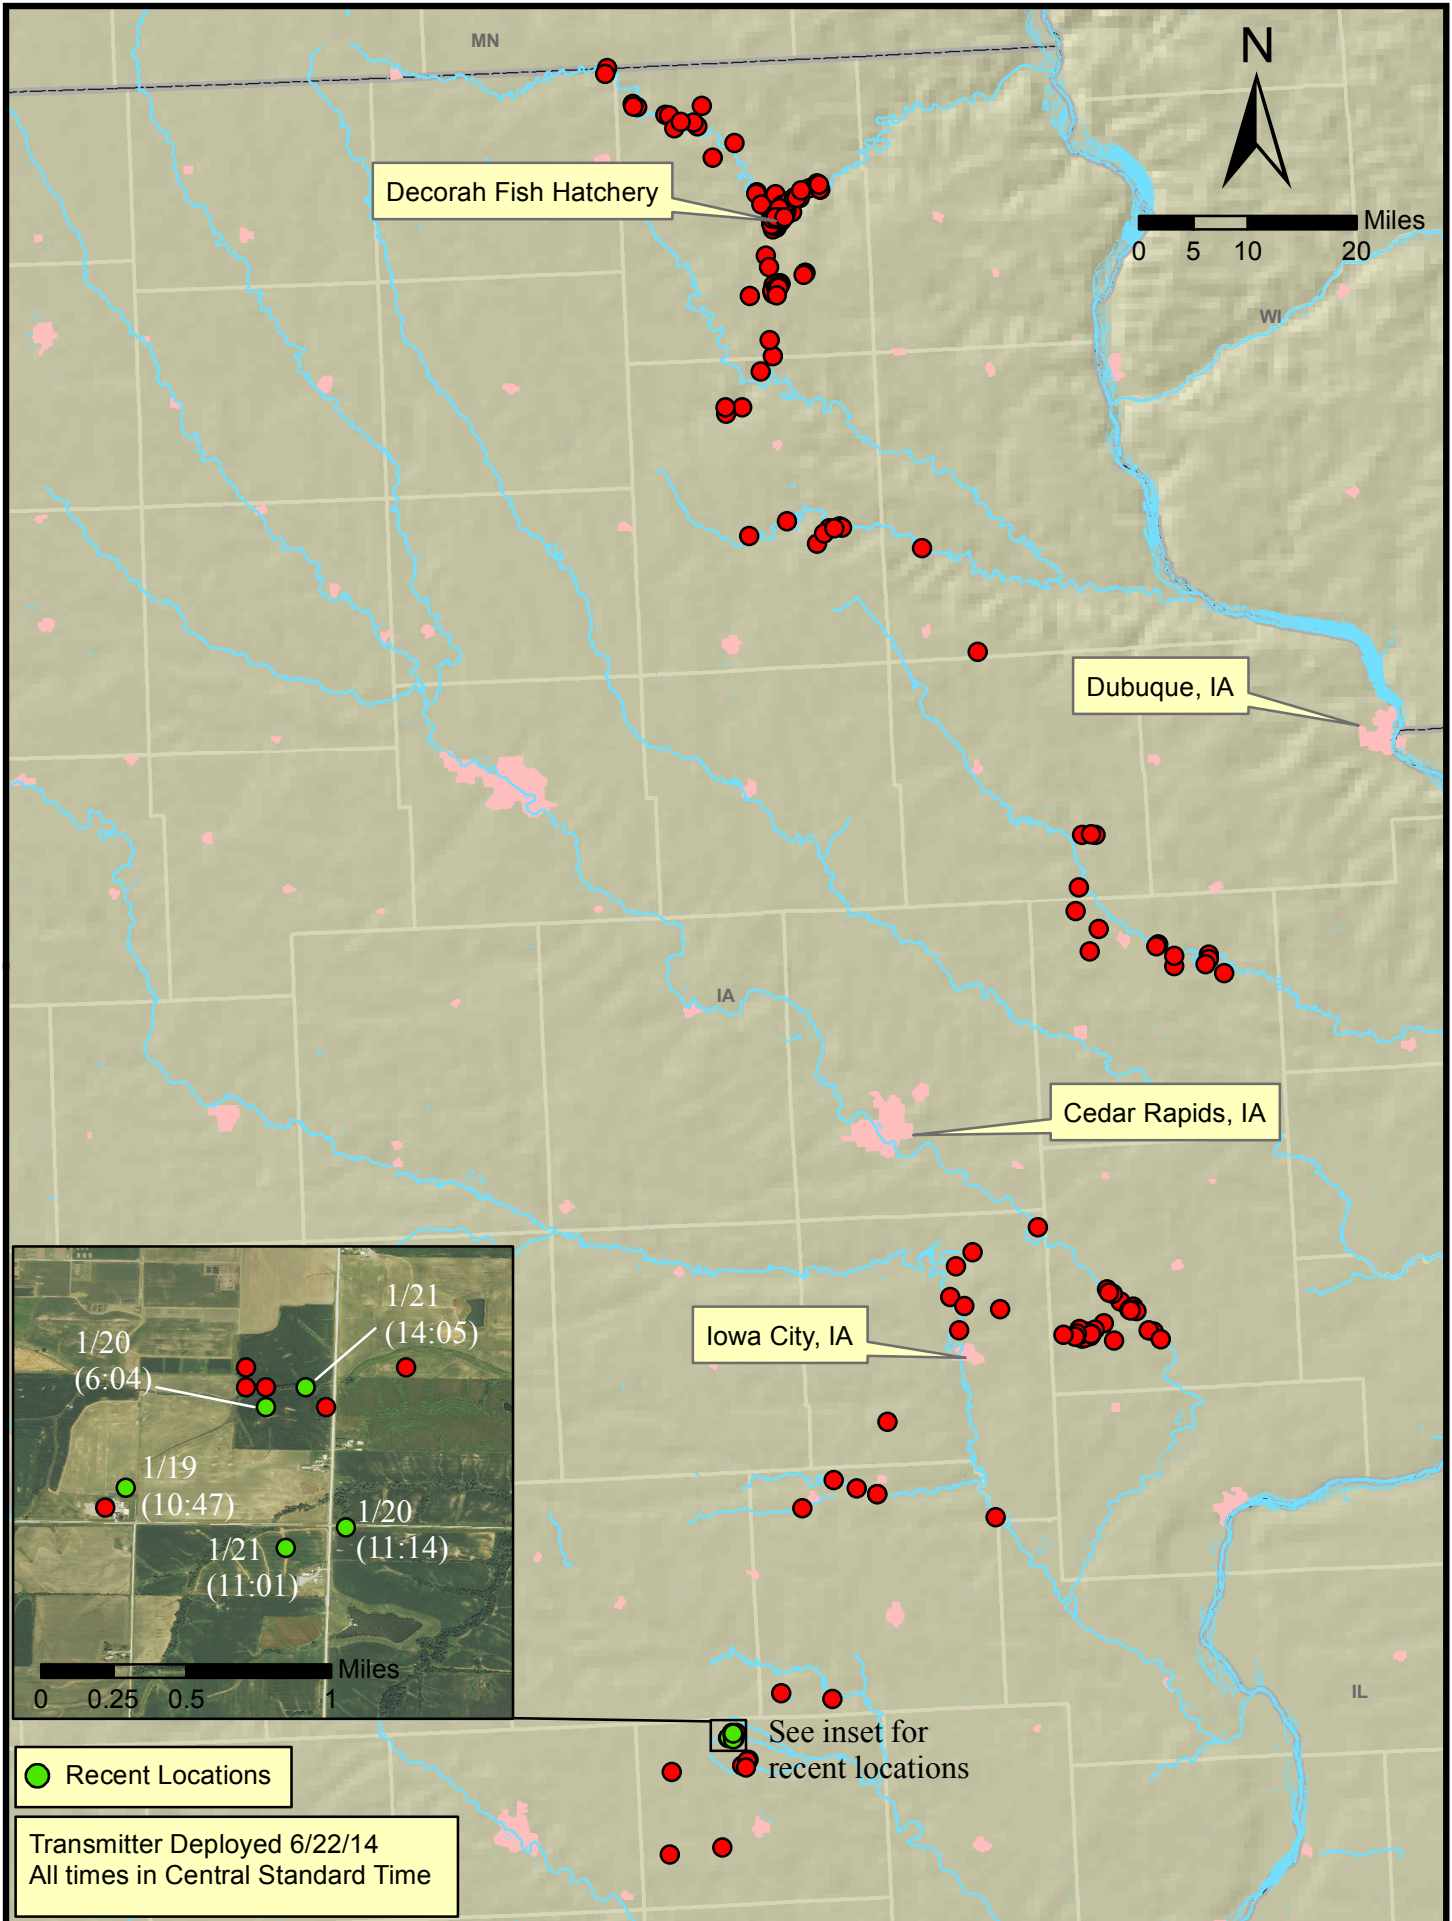 MN
N
Decorah Fish Hatchery
Miles
0 5 10 20
WI
Dubuque, IA
IA
Cedar Rapids, IA
Iowa City, IA
1/21
(14:05)
1/20
(6:04)
1/19
(10:47)
1/20
(11:14)
1/21
(11:01)
Miles
0 0.25 0.5 1
IL
See inset for
recent locations
Recent Locations
Transmitter Deployed 6/22/14
All times in Central Standard Time